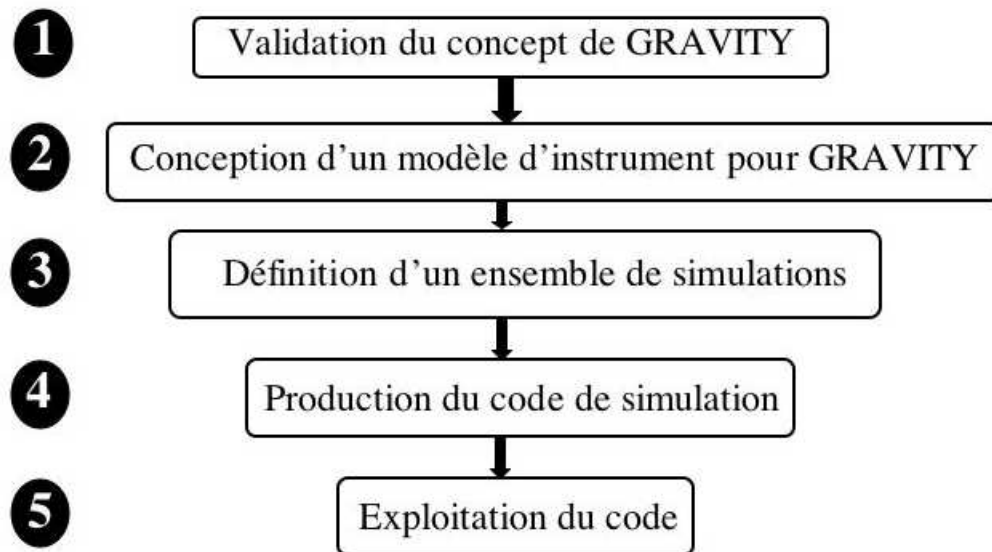 1 Validation du concept de GRAVITY
2 Conception d'un modèle d'instrument pour GRAVITY
3 Définition d'un ensemble de simulations
4 Production du code de simulation
5 Exploitation du code